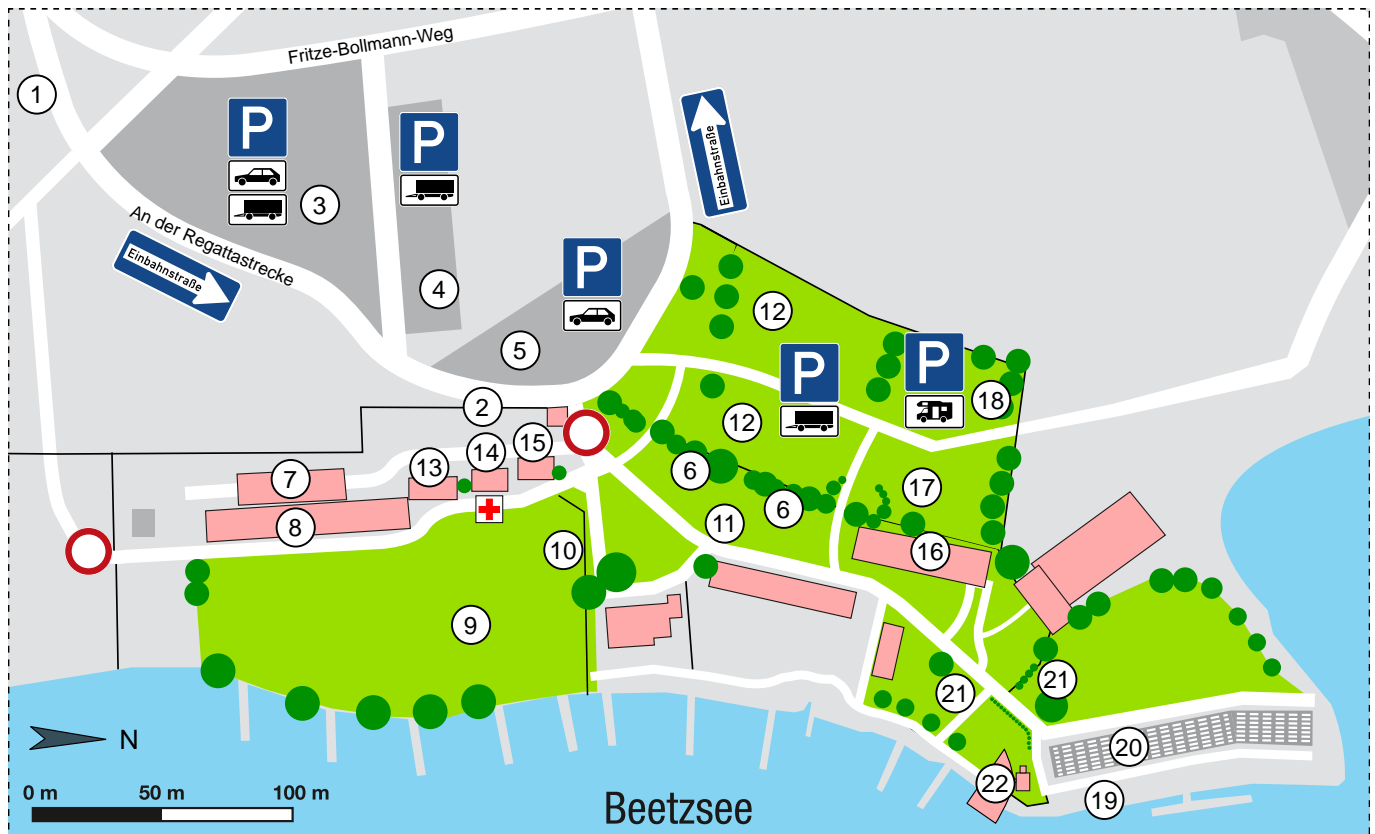 Fritze-Bollmann-Weg
1
P
P
Einbahnstraße
3
An der Regattastrecke
Einbahnstraße
4
P
12
5
P
P
18
2
12
15
14
13
7
6
17
6
8
11
16
10
9
21
21
N
20
22
19
0 m 50 m 100 m
Beetzsee